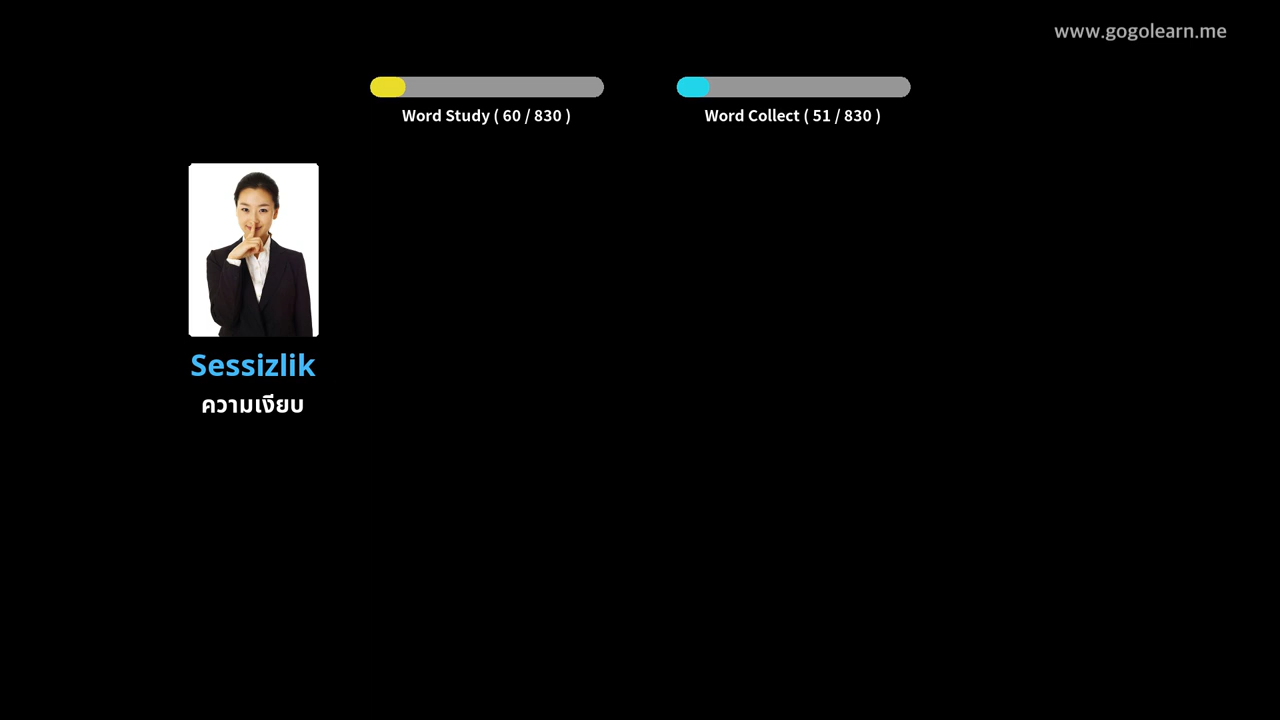 www.gogolearn.me
Word Study ( 60 / 830 )
Word Collect ( 51 / 830 )
Sessizlik
ความเงียบ